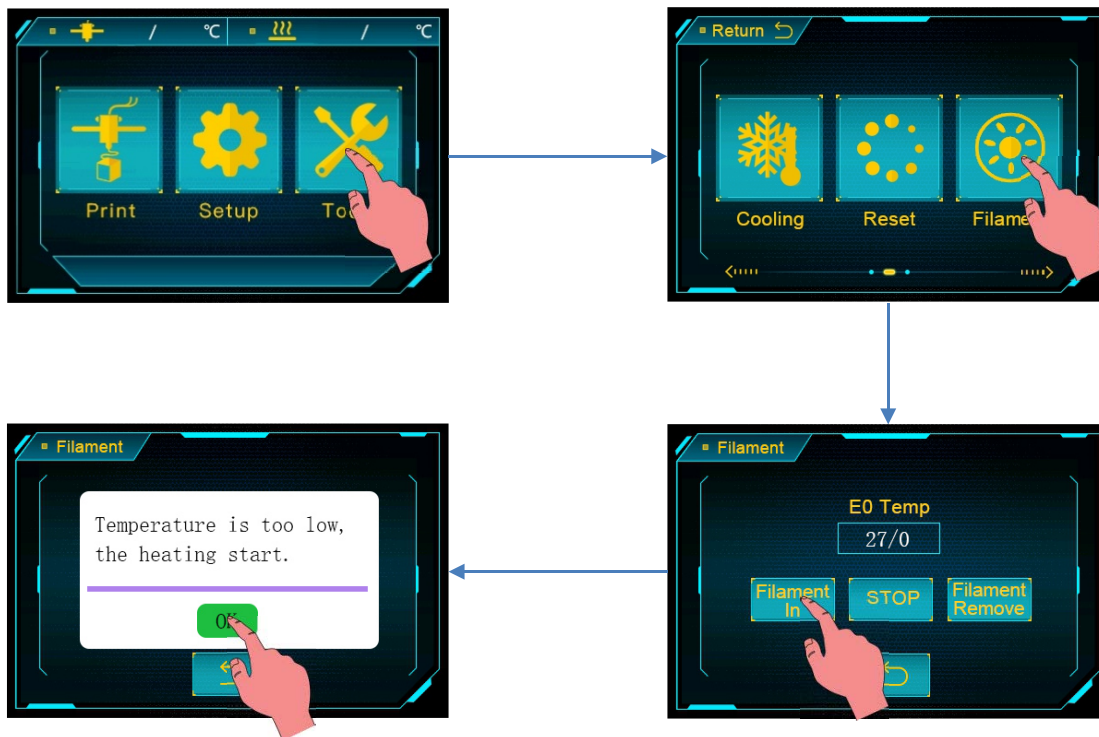 / ℃ / ℃
Print Setup
Return
Cooling Reset
Filament
E0 Temp
27/0
Filament In
STOP
Filament Remove
Filament
Temperature is too low,
the heating start.